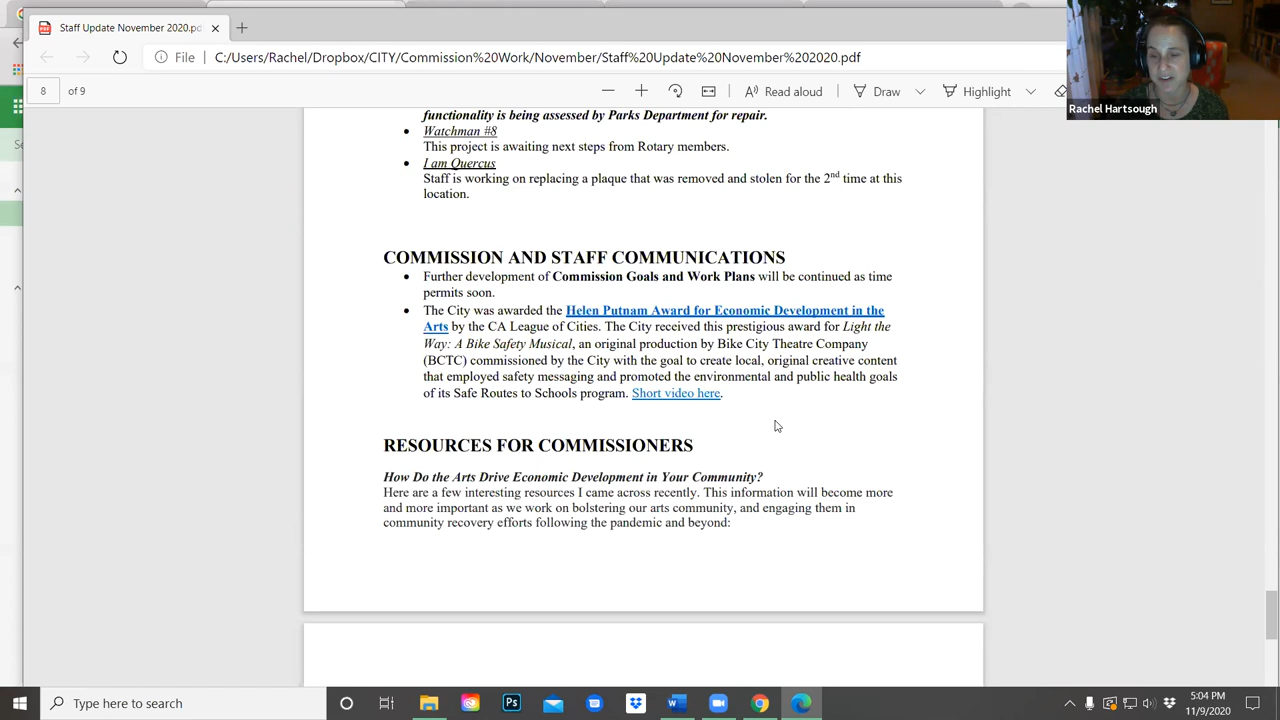 Staff Update November 2020.pd
File C:/Users/Rachel/Dropbox/CITY/Commission%20Work/November/Staff%20Update%20November%202020.pdf
8 of 9
Read aloud
Draw
Highlight
Rachel Hartsough
functionality is being assessed by Parks Department for repair.
• Watchman #8
This project is awaiting next steps from Rotary members.
• I am Quercus
Staff is working on replacing a plaque that was removed and stolen for the 2nd time at this
location.
COMMISSION AND STAFF COMMUNICATIONS
• Further development of Commission Goals and Work Plans will be continued as time
permits soon.
• The City was awarded the Helen Putnam Award for Economic Development in the
Arts by the CA League of Cities. The City received this prestigious award for Light the
Way: A Bike Safety Musical, an original production by Bike City Theatre Company
(BCTC) commissioned by the City with the goal to create local, original creative content
that employed safety messaging and promoted the environmental and public health goals
of its Safe Routes to Schools program. Short video here.
RESOURCES FOR COMMISSIONERS
How Do the Arts Drive Economic Development in Your Community?
Here are a few interesting resources I came across recently. This information will become more
and more important as we work on bolstering our arts community, and engaging them in
community recovery efforts following the pandemic and beyond:
Type here to search
Ps
5:04 PM
11/9/2020